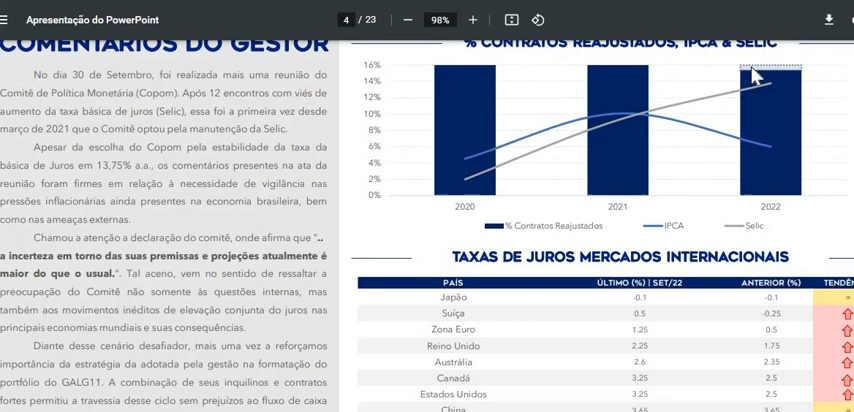 Apresentação do PowerPoint
4 / 23
98%
COMENTÁRIOS DO GESTOR
No dia 30 de Setembro, foi realizada mais uma reunião do
Comitê de Política Monetária (Copom). Após 12 encontros com viés de
aumento da taxa básica de juros (Selic), essa foi a primeira vez desde
março de 2021 que o Comitê optou pela manutenção da Selic.
Apesar da escolha do Copom pela estabilidade da taxa da
básica de Juros em 13,75% a.a., os comentários presentes na ata da
reunião foram firmes em relação à necessidade de vigilância nas
pressões inflacionárias ainda presentes na economia brasileira, bem
como nas ameaças externas.
Chamou a atenção a declaração do comitê, onde afirma que “..
a incerteza em torno das suas premissas e projeções atualmente é
maior do que o usual.”. Tal aceno, vem no sentido de ressaltar a
preocupação do Comitê não somente às questões internas, mas
também aos movimentos inéditos de elevação conjunta do juros nas
principais economias mundiais e suas consequências.
Diante desse cenário desafiador, mais uma vez a reforçamos
importância da estratégia da adotada pela gestão na formatação do
portfólio do GALG11. A combinação de seus inquilinos e contratos
fortes permitiu a travessia desse ciclo sem prejuízos ao fluxo de caixa
% CONTRATOS REAJUSTADOS, IPCA & SELIC
16%
14%
12%
10%
8%
6%
4%
2%
0%
2020 2021 2022
% Contratos Reajustados IPCA Selic
TAXAS DE JUROS MERCADOS INTERNACIONAIS
PAÍS ÚLTIMO (%) | SET/22 ANTERIOR (%) TENDÊN
Japão -0.1 -0.1 =
Suíça 0.5 -0.25
Zona Euro 1.25 0.5
Reino Unido 2.25 1.75
Austrália 2.6 2.35
Canadá 3.25 2.5
Estados Unidos 3.25 2.5
China 3.65 3.65 =